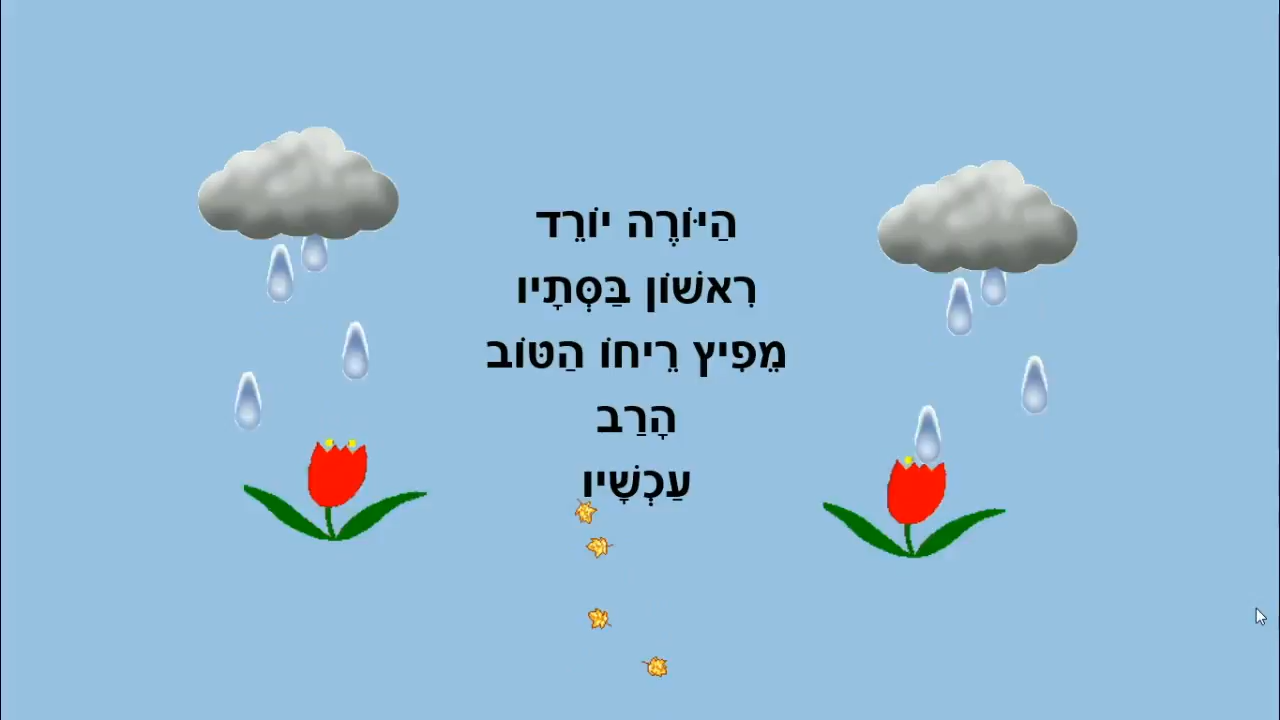 הַיּוֹרֶה יוֹרֵד
רִאשׁוֹן בַּסְּתָיו
מֵפִיץ רֵיחוֹ הַטּוֹב
הָרַב
עַכְשָׁיו